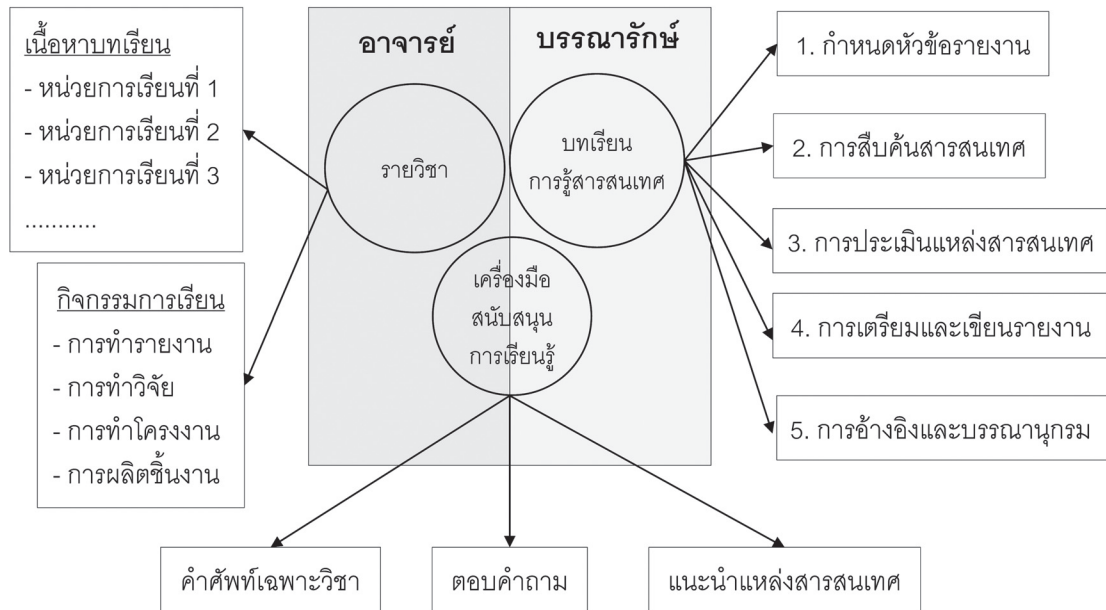 เนื้อหาบทเรียน
- หน่วยการเรียนที่ 1
- หน่วยการเรียนที่ 2
- หน่วยการเรียนที่ 3
...........
กิจกรรมการเรียน
- การทำรายงาน
- การทำวิจัย
- การทำโครงงาน
- การผลิตชิ้นงาน
อาจารย์
บรรณารักษ์
รายวิชา
บทเรียน
การรู้สารสนเทศ
เครื่องมือ
สนับสนุน
การเรียนรู้
1. กำหนดหัวข้อรายงาน
2. การสืบค้นสารสนเทศ
3. การประเมินแหล่งสารสนเทศ
4. การเตรียมและเขียนรายงาน
5. การอ้างอิงและบรรณานุกรม
คำศัพท์เฉพาะวิชา
ตอบคำถาม
แนะนำแหล่งสารสนเทศ